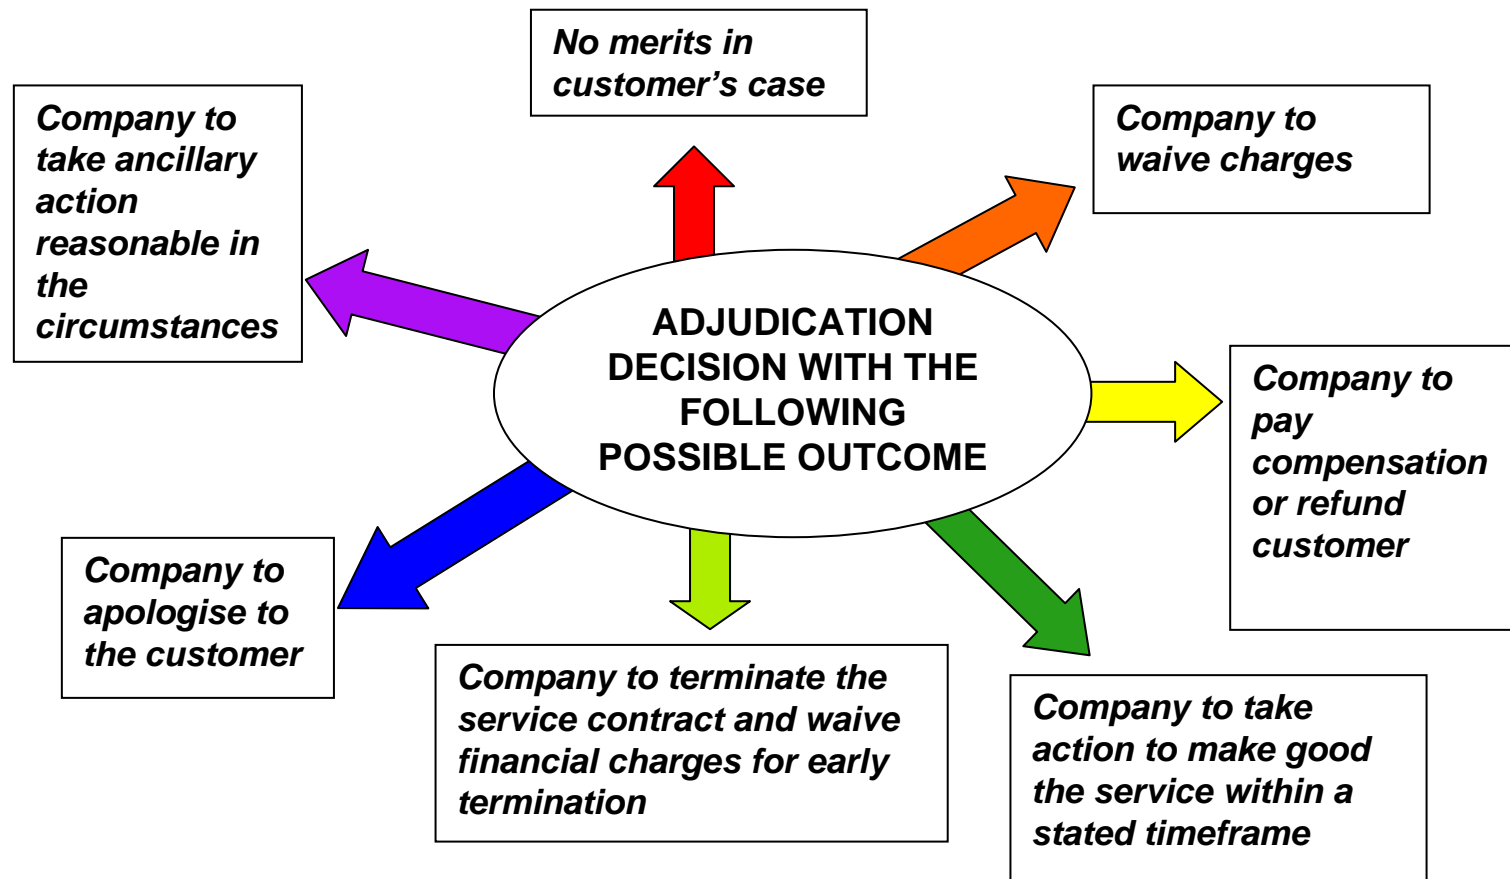 No merits in
customer’s case
Company to
take ancillary
action
reasonable in
the
circumstances
Company to
waive charges
ADJUDICATION
DECISION WITH THE
FOLLOWING
POSSIBLE OUTCOME
Company to
pay
compensation
or refund
customer
Company to
apologise to
the customer
Company to terminate the
service contract and waive
financial charges for early
termination
Company to take
action to make good
the service within a
stated timeframe